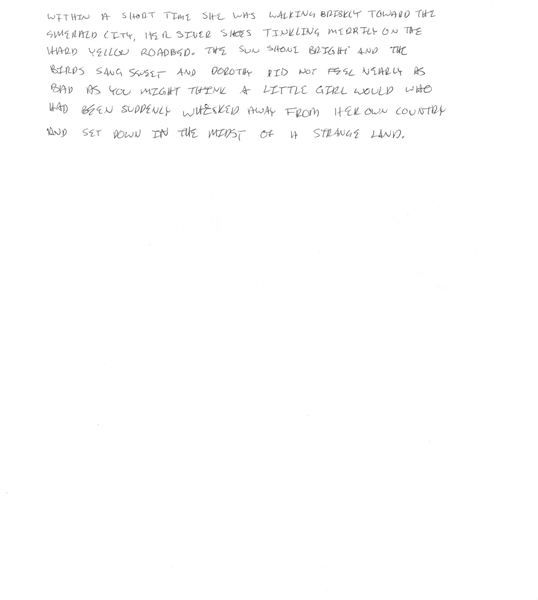 WITHIN A SHORT TIME SHE WAS WALKING BRISKLY TOWARD THE
EMERALD CITY, HER SILVER SHOES TINKLING MERRILY ON THE
HARD YELLOW ROADBED. THE SUN SHONE BRIGHT AND THE
BIRDS SANG SWEET AND DOROTHY DID NOT FEEL NEARLY AS
BAD AS YOU MIGHT THINK A LITTLE GIRL WOULD WHO
HAD BEEN SUDDENLY WHISKED AWAY FROM HER OWN COUNTRY
AND SET DOWN IN THE MIDST OF A STRANGE LAND.